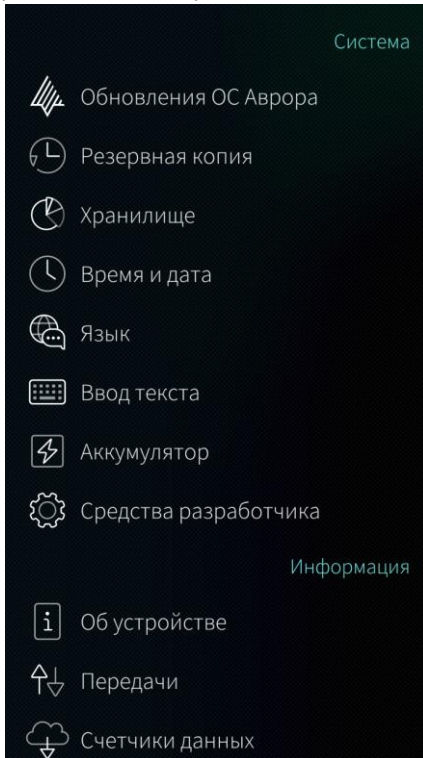 Система
Обновления ОС Аврора
Резервная копия
Хранилище
Время и дата
Язык
Ввод текста
Аккумулятор
Средства разработчика
Информация
Об устройстве
Передачи
Счетчики данных